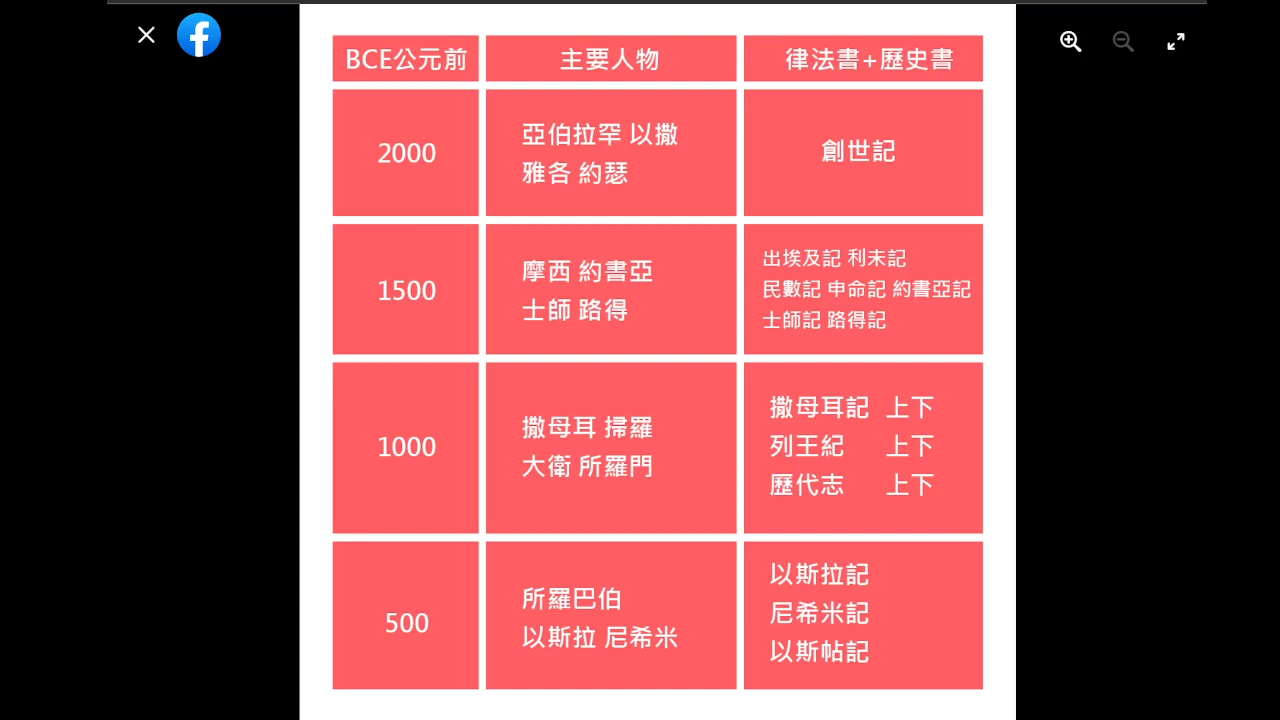 BCE公元前 主要人物 律法書+歷史書
2000
亞伯拉罕 以撒
雅各 約瑟
創世記
1500
摩西 約書亞
士師 路得
出埃及記 利未記
民數記 申命記 約書亞記
士師記 路得記
1000
撒母耳 掃羅
大衛 所羅門
撒母耳記 上下
列王紀 上下
歷代志 上下
500
所羅巴伯
以斯拉 尼希米
以斯拉記
尼希米記
以斯帖記